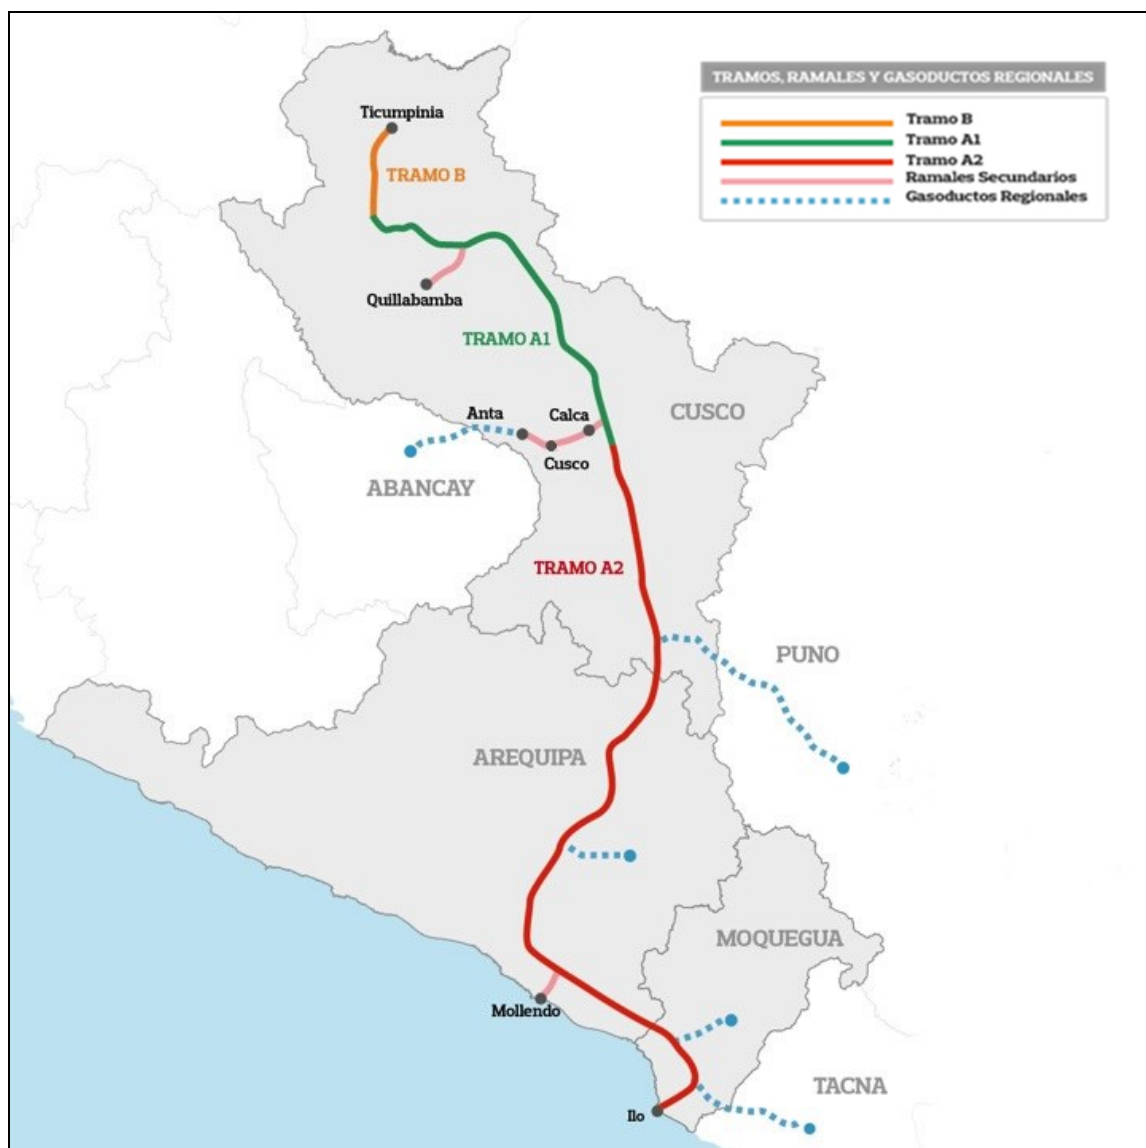 TRAMOS, RAMALES Y GASODUCTOS REGIONALES
Tramo B
Tramo A1
Tramo A2
Ramales Secundarios
Gasoductos Regionales
Ticumpinia
TRAMO B
Quillabamba
TRAMO A1
Anta
Calca
CUSCO
Cusco
ABANCAY
TRAMO A2
PUNO
AREQUIPA
MOQUEGUA
Mollendo
TACNA
Ilo